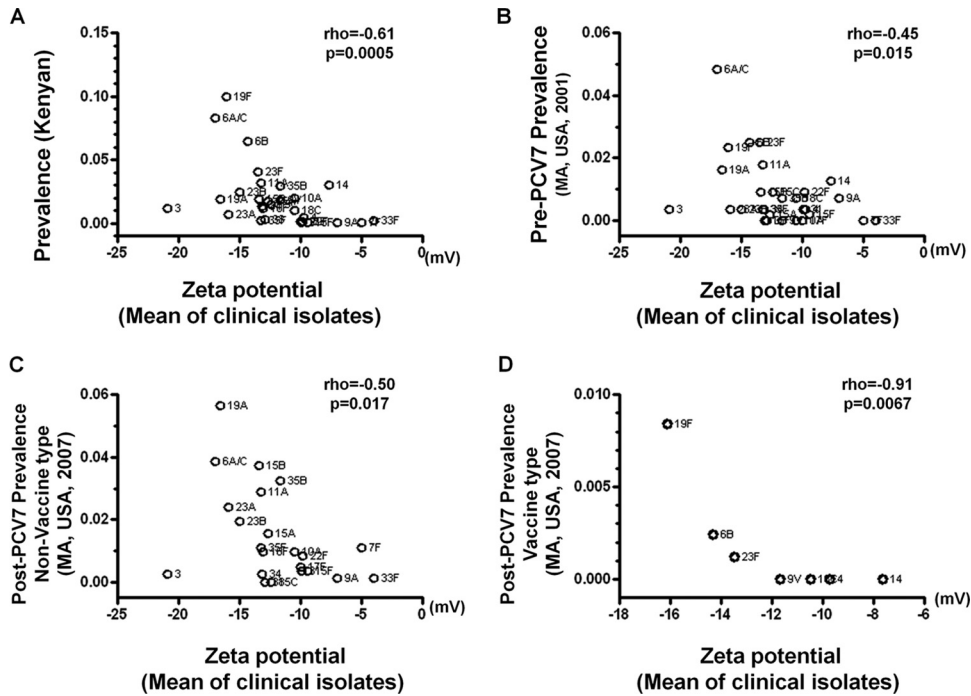 A
rho=-0.61
p=0.0005
Prevalence (Kenyan)
0.15
0.10
0.05
0.00
19F
6A/C
6B
23F
11A
35B
14
23B
19A
10A
3
23A
18C
9A
33F
-25 -20 -15 -10 -5 0 (mV)
Zeta potential
(Mean of clinical isolates)
B
rho=-0.45
p=0.015
Pre-PCV7 Prevalence
(MA, USA, 2001)
0.06
0.04
0.02
0.00
6A/C
23F
19F
19A
11A
14
22F
9A
3
15F
33F
-25 -20 -15 -10 -5 0 (mV)
Zeta potential
(Mean of clinical isolates)
C
rho=-0.50
p=0.017
Post-PCV7 Prevalence
Non-Vaccine type
(MA, USA, 2007)
0.06
0.04
0.02
0.00
19A
6A/C
15B
35B
11A
23A
23B
15A
10A
7F
22F
15F
3
34
9A
33F
-25 -20 -15 -10 -5 0 (mV)
Zeta potential
(Mean of clinical isolates)
D
rho=-0.91
p=0.0067
Post-PCV7 Prevalence
Vaccine type
(MA, USA, 2007)
0.010
0.005
0.000
19F
6B
23F
9V
14
-18 -16 -14 -12 -10 -8 -6 (mV)
Zeta potential
(Mean of clinical isolates)